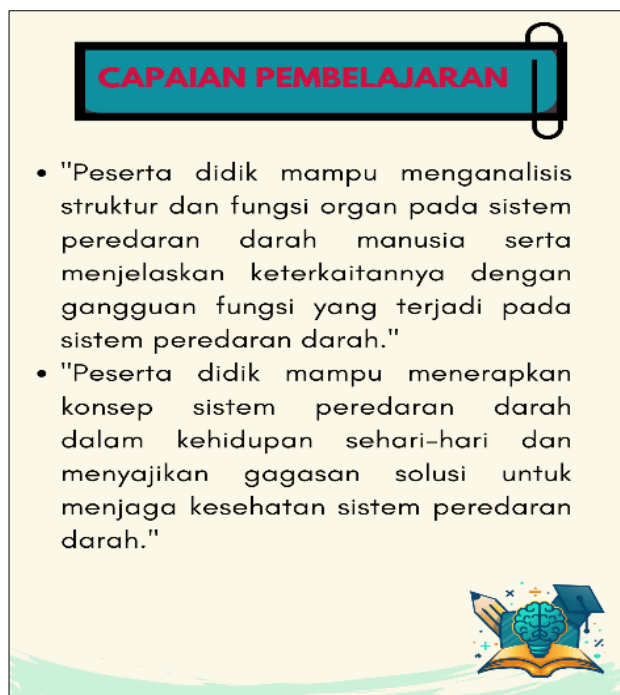 CAPAIAN PEMBELAJARAN
• "Peserta didik mampu menganalisis
struktur dan fungsi organ pada sistem
peredaran darah manusia serta
menjelaskan keterkaitannya dengan
gangguan fungsi yang terjadi pada
sistem peredaran darah."
• "Peserta didik mampu menerapkan
konsep sistem peredaran darah
dalam kehidupan sehari-hari dan
menyajikan gagasan solusi untuk
menjaga kesehatan sistem peredaran
darah."